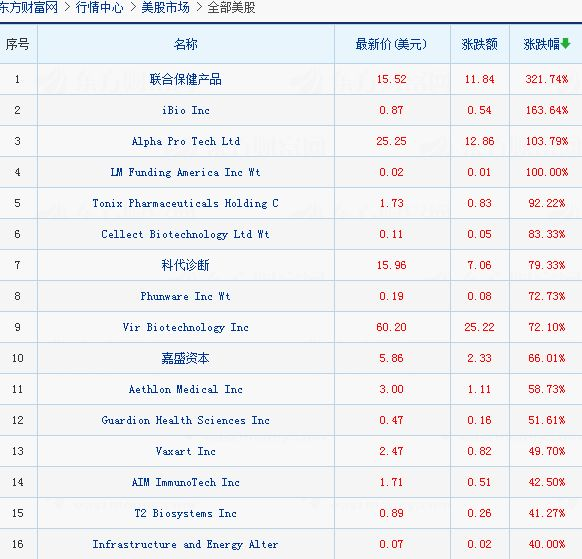 东方财富网 > 行情中心 > 美股市场 > 全部美股
序号 名称 最新价(美元) 涨跌额 涨跌幅
1 联合保健产品 15.52 11.84 321.74%
2 iBio Inc 0.87 0.54 163.64%
3 Alpha Pro Tech Ltd 25.25 12.86 103.79%
4 LM Funding America Inc Wt 0.02 0.01 100.00%
5 Tonix Pharmaceuticals Holding C 1.73 0.83 92.22%
6 Cellect Biotechnology Ltd Wt 0.11 0.05 83.33%
7 科代诊断 15.96 7.06 79.33%
8 Phunware Inc Wt 0.19 0.08 72.73%
9 Vir Biotechnology Inc 60.20 25.22 72.10%
10 嘉盛资本 5.86 2.33 66.01%
11 Aethlon Medical Inc 3.00 1.11 58.73%
12 Guardion Health Sciences Inc 0.47 0.16 51.61%
13 Vaxart Inc 2.47 0.82 49.70%
14 AIM ImmunoTech Inc 1.71 0.51 42.50%
15 T2 Biosystems Inc 0.89 0.26 41.27%
16 Infrastructure and Energy Alter 0.07 0.02 40.00%